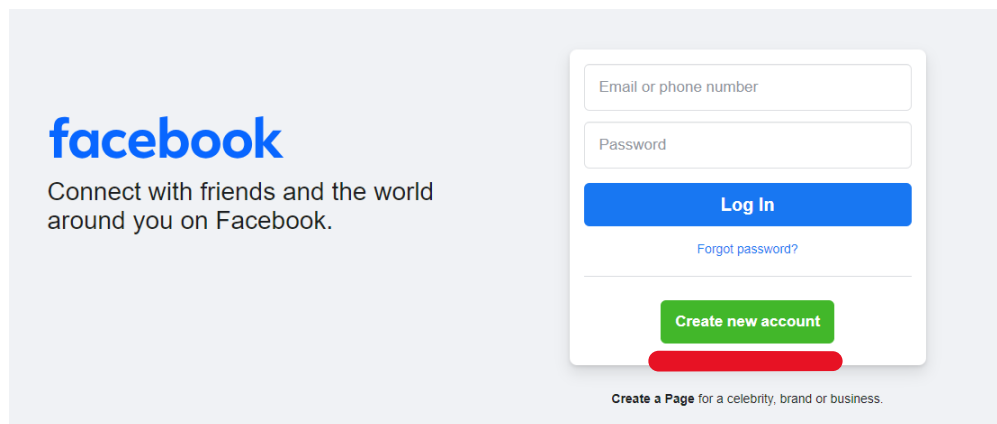 facebook
Connect with friends and the world
around you on Facebook.
Email or phone number
Password
Log In
Forgot password?
Create new account
Create a Page for a celebrity, brand or business.